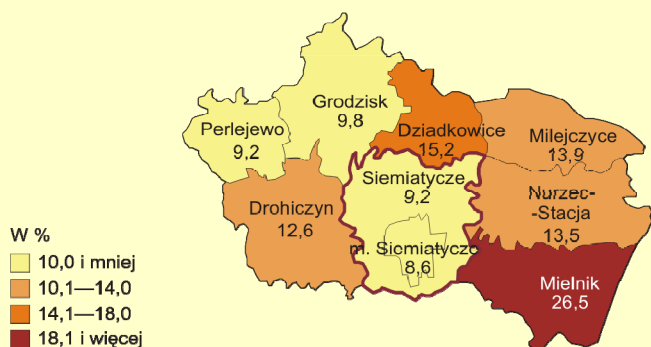 Grodzisk
9,8
Perlejewo
9,2
Dziadkowice
15,2
Milejczyce
13,9
Siemiatycze
9,2
Drohiczyn
12,6
Nurzec-
-Stacja
13,5
m. Siemiatycze
8,6
Mielnik
26,5
W %
10,0 i mniej
10,1—14,0
14,1—18,0
18,1 i więcej